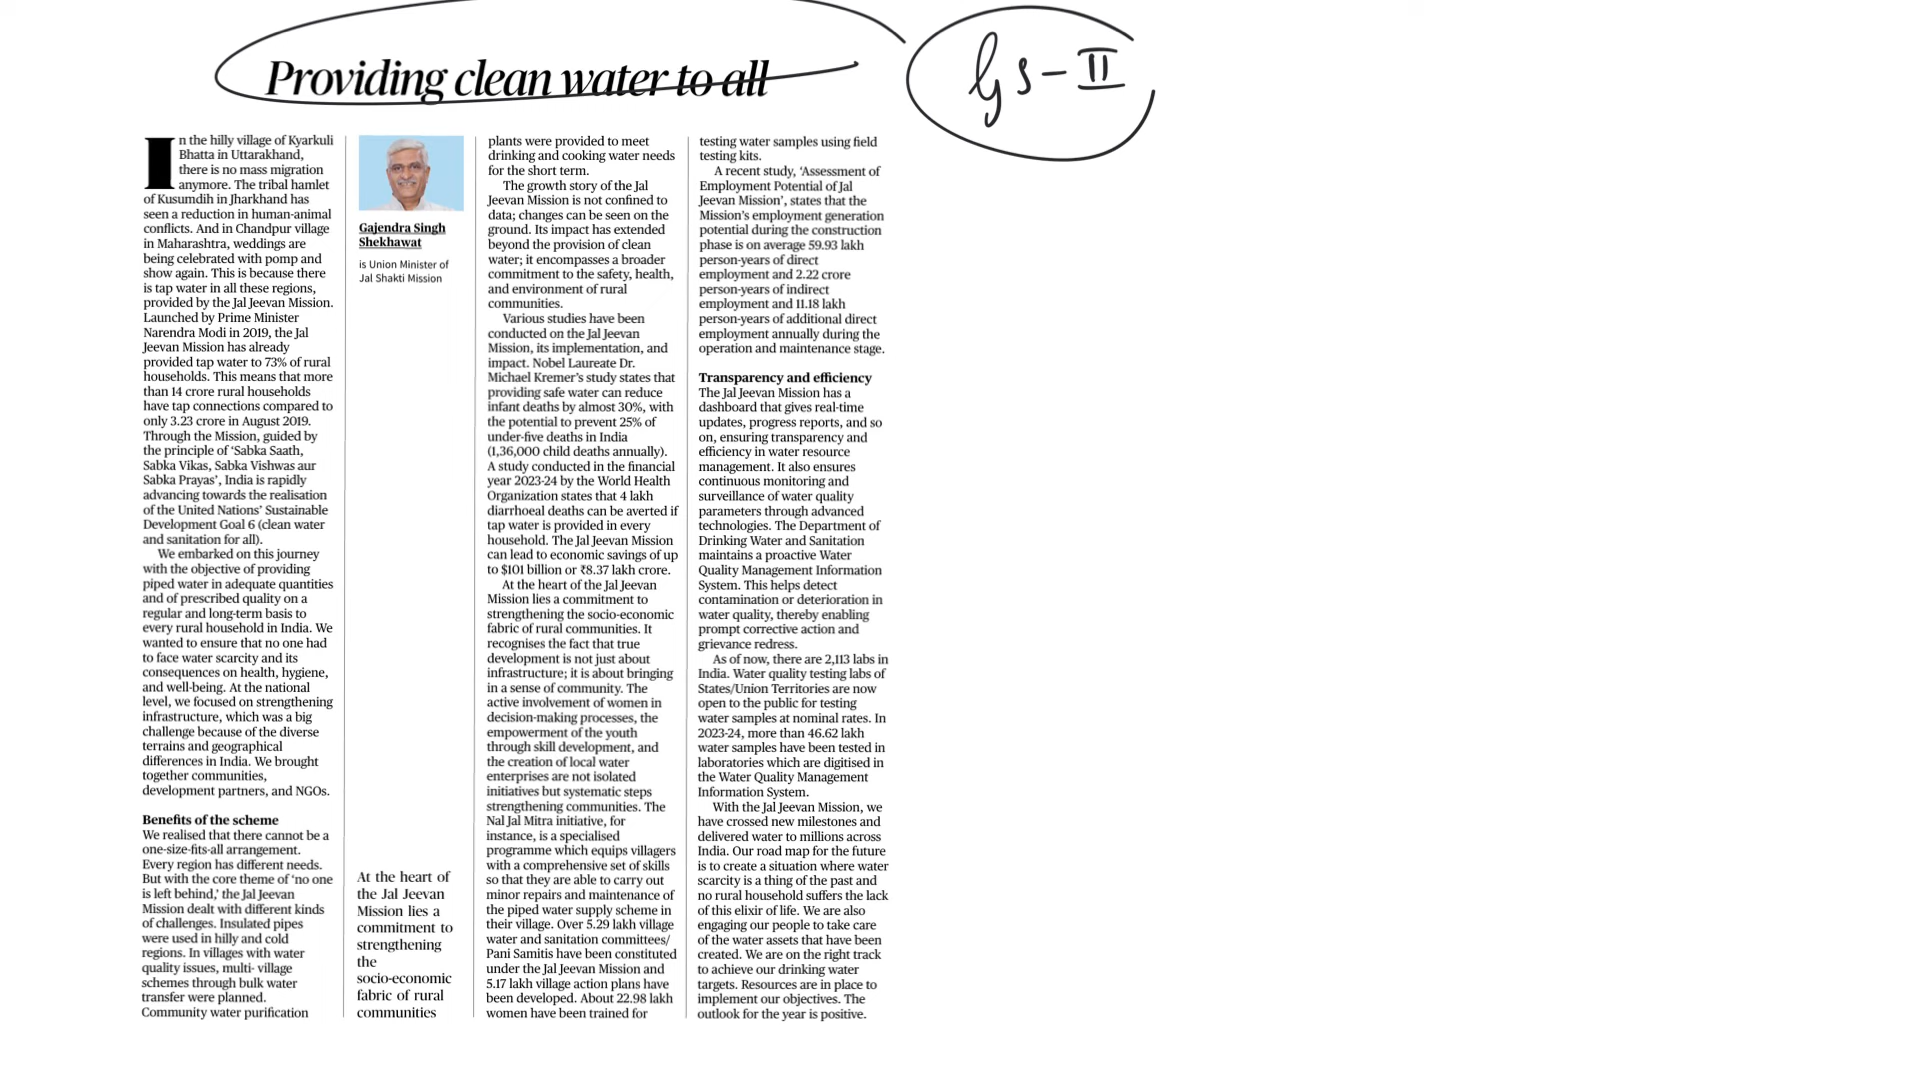 Providing clean water to all
GS-II
In the hilly village of Kyarkuli
Bhatta in Uttarakhand,
there is no mass migration
anymore. The tribal hamlet
of Kusumdih in Jharkhand has
seen a reduction in human-animal
conflicts. And in Chandpur village
in Maharashtra, weddings are
being celebrated with pomp and
show again. This is because there
is tap water in all these regions,
provided by the Jal Jeevan Mission.
Launched by Prime Minister
Narendra Modi in 2019, the Jal
Jeevan Mission has already
provided tap water to 73% of rural
households. This means that more
than 14 crore rural households
have tap connections compared to
only 3.23 crore in August 2019.
Through the Mission, guided by
the principle of ‘Sabka Saath,
Sabka Vikas, Sabka Vishwas aur
Sabka Prayas’, India is rapidly
advancing towards the realisation
of the United Nations’ Sustainable
Development Goal 6 (clean water
and sanitation for all).
We embarked on this journey
with the objective of providing
piped water in adequate quantities
and of prescribed quality on a
regular and long-term basis to
every rural household in India. We
wanted to ensure that no one had
to face water scarcity and its
consequences on health, hygiene,
and well-being. At the national
level, we focused on strengthening
infrastructure, which was a big
challenge because of the diverse
terrains and geographical
differences in India. We brought
together communities,
development partners, and NGOs.
Benefits of the scheme
We realised that there cannot be a
one-size-fits-all arrangement.
Every region has different needs.
But with the core theme of ‘no one
is left behind,’ the Jal Jeevan
Mission dealt with different kinds
of challenges. Insulated pipes
were used in hilly and cold
regions. In villages with water
quality issues, multi- village
schemes through bulk water
transfer were planned.
Community water purification
Gajendra Singh
Shekhawat
is Union Minister of
Jal Shakti Mission
At the heart of
the Jal Jeevan
Mission lies a
commitment to
strengthening
the
socio-economic
fabric of rural
communities
plants were provided to meet
drinking and cooking water needs
for the short term.
The growth story of the Jal
Jeevan Mission is not confined to
data; changes can be seen on the
ground. Its impact has extended
beyond the provision of clean
water; it encompasses a broader
commitment to the safety, health,
and environment of rural
communities.
Various studies have been
conducted on the Jal Jeevan
Mission, its implementation, and
impact. Nobel Laureate Dr.
Michael Kremer’s study states that
providing safe water can reduce
infant deaths by almost 30%, with
the potential to prevent 25% of
under-five deaths in India
(1,36,000 child deaths annually).
A study conducted in the financial
year 2023-24 by the World Health
Organization states that 4 lakh
diarrhoeal deaths can be averted if
tap water is provided in every
household. The Jal Jeevan Mission
can lead to economic savings of up
to $101 billion or ₹8.37 lakh crore.
At the heart of the Jal Jeevan
Mission lies a commitment to
strengthening the socio-economic
fabric of rural communities. It
recognises the fact that true
development is not just about
infrastructure; it is about bringing
in a sense of community. The
active involvement of women in
decision-making processes, the
empowerment of the youth
through skill development, and
the creation of local water
enterprises are not isolated
initiatives but systematic steps
strengthening communities. The
Nal Jal Mitra initiative, for
instance, is a specialised
programme which equips villagers
with a comprehensive set of skills
so that they are able to carry out
minor repairs and maintenance of
the piped water supply scheme in
their village. Over 5.29 lakh village
water and sanitation committees/
Pani Samitis have been constituted
under the Jal Jeevan Mission and
5.17 lakh village action plans have
been developed. About 22.98 lakh
women have been trained for
testing water samples using field
testing kits.
A recent study, ‘Assessment of
Employment Potential of Jal
Jeevan Mission’, states that the
Mission’s employment generation
potential during the construction
phase is on average 59.93 lakh
person-years of direct
employment and 2.22 crore
person-years of indirect
employment and 11.18 lakh
person-years of additional direct
employment annually during the
operation and maintenance stage.
Transparency and efficiency
The Jal Jeevan Mission has a
dashboard that gives real-time
updates, progress reports, and so
on, ensuring transparency and
efficiency in water resource
management. It also ensures
continuous monitoring and
surveillance of water quality
parameters through advanced
technologies. The Department of
Drinking Water and Sanitation
maintains a proactive Water
Quality Management Information
System. This helps detect
contamination or deterioration in
water quality, thereby enabling
prompt corrective action and
grievance redress.
As of now, there are 2,113 labs in
India. Water quality testing labs of
States/Union Territories are now
open to the public for testing
water samples at nominal rates. In
2023-24, more than 46.62 lakh
water samples have been tested in
laboratories which are digitised in
the Water Quality Management
Information System.
With the Jal Jeevan Mission, we
have crossed new milestones and
delivered water to millions across
India. Our road map for the future
is to create a situation where water
scarcity is a thing of the past and
no rural household suffers the lack
of this elixir of life. We are also
engaging our people to take care
of the water assets that have been
created. We are on the right track
to achieve our drinking water
targets. Resources are in place to
implement our objectives. The
outlook for the year is positive.